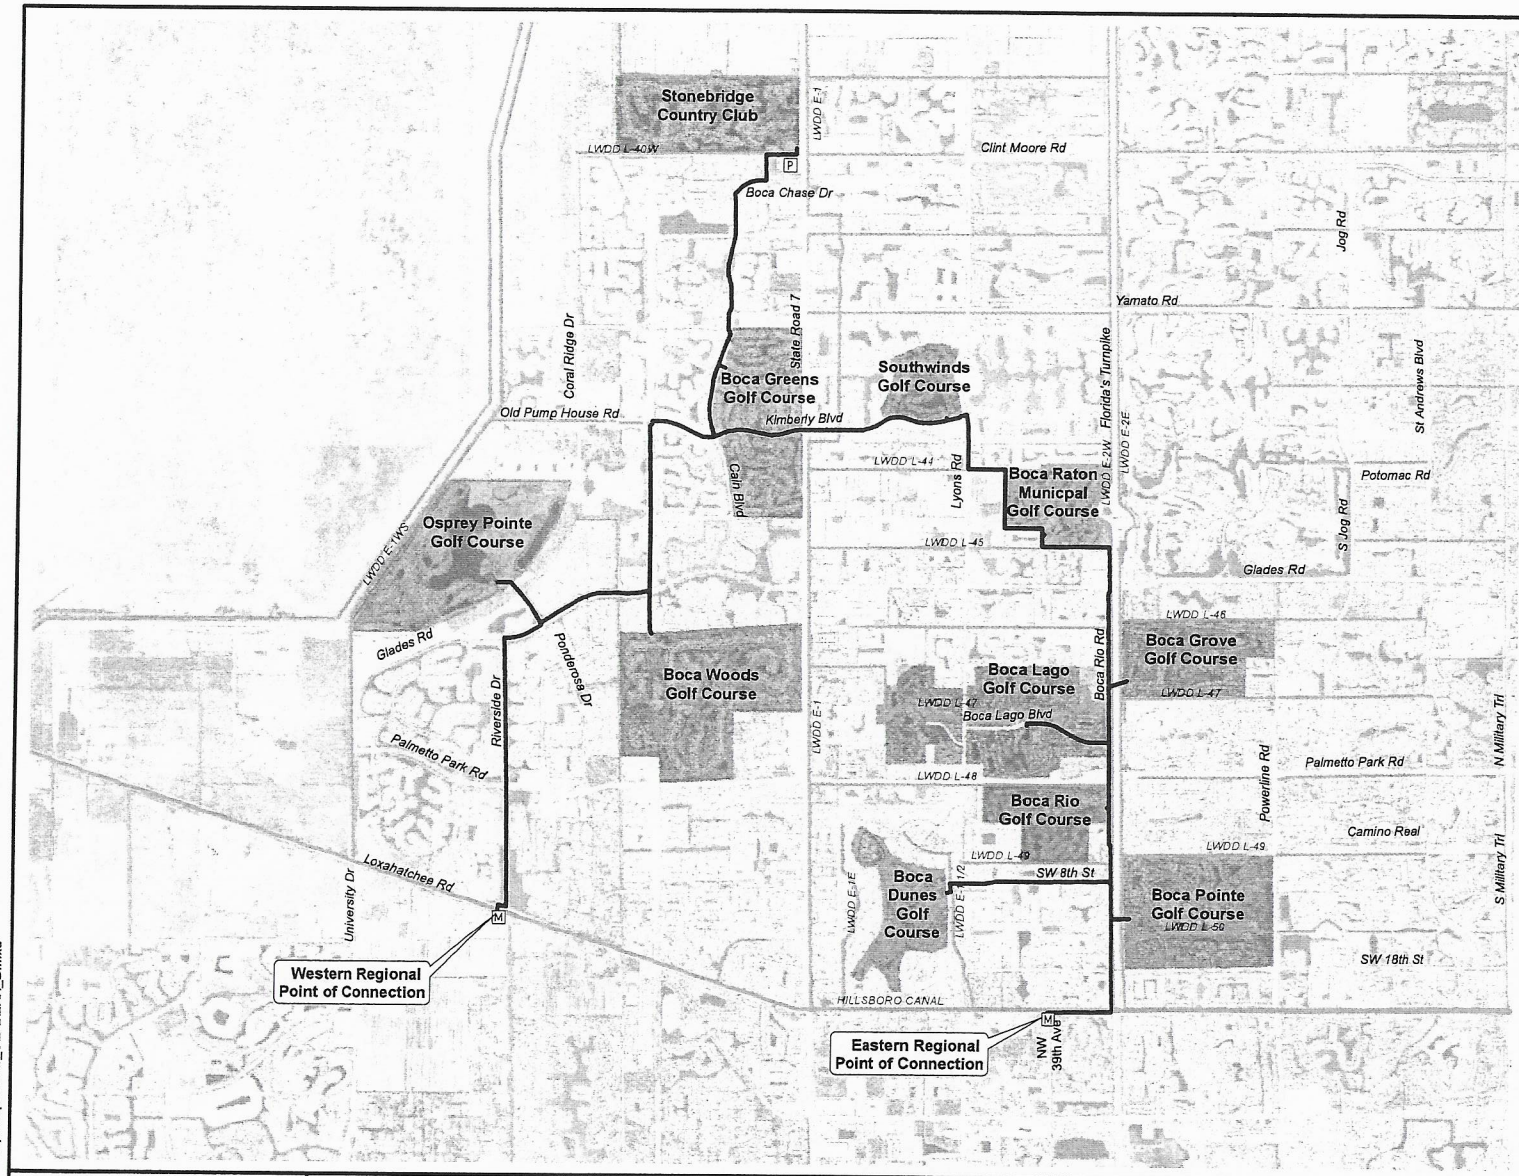 Stonebridge
Country Club
LWDD E-1
LWDD L-40W
Clint Moore Rd
P
Boca Chase Dr
Jog Rd
Yamato Rd
State Road 7
Coral Ridge Dr
Florida's Turnpike
St Andrews Blvd
Boca Greens
Golf Course
Southwinds
Golf Course
Old Pump House Rd
Kimberly Blvd
LWDD E-2E
LWDD E-2W
LWDD L-44
Lyons Rd
Cain Blvd
Boca Raton
Municpal
Golf Course
Potomac Rd
S Jog Rd
Osprey Pointe
Golf Course
LWDD E-1WS
LWDD L-45
Glades Rd
LWDD L-46
Glades Rd
Ponderosa Dr
Boca Rio Rd
Boca Grove
Golf Course
LWDD L-47
Boca Woods
Golf Course
Boca Lago
Golf Course
LWDD L-47
Boca Lago Blvd
Riverside Dr
LWDD E-1
N Military Trl
Palmetto Park Rd
LWDD L-48
Palmetto Park Rd
Powerline Rd
Boca Rio
Golf Course
Camino Real
LWDD L-49
LWDD L-49
SW 8th St
Loxahatchee Rd
University Dr
M
LWDD E-1E
Boca
Dunes
Golf
Course
LWDD E-1 1/2
Boca Pointe
Golf Course
LWDD L-50
S Military Trl
SW 18th St
Western Regional
Point of Connection
HILLSBORO CANAL
M
NW
39th Ave
Eastern Regional
Point of Connection